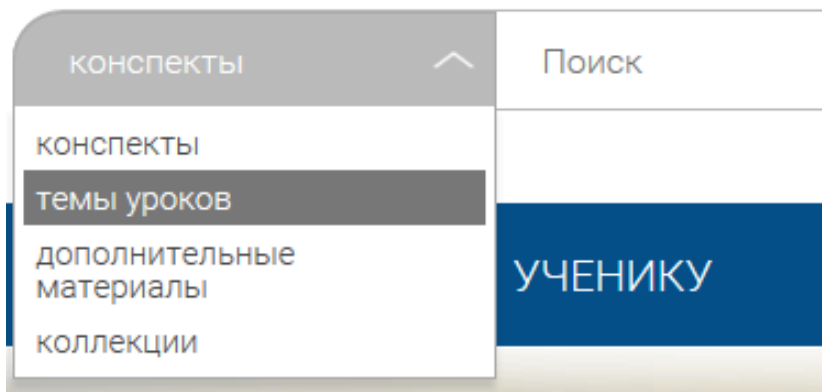 конспекты
Поиск
конспекты
темы уроков
дополнительные
материалы
коллекции
УЧЕНИКУ